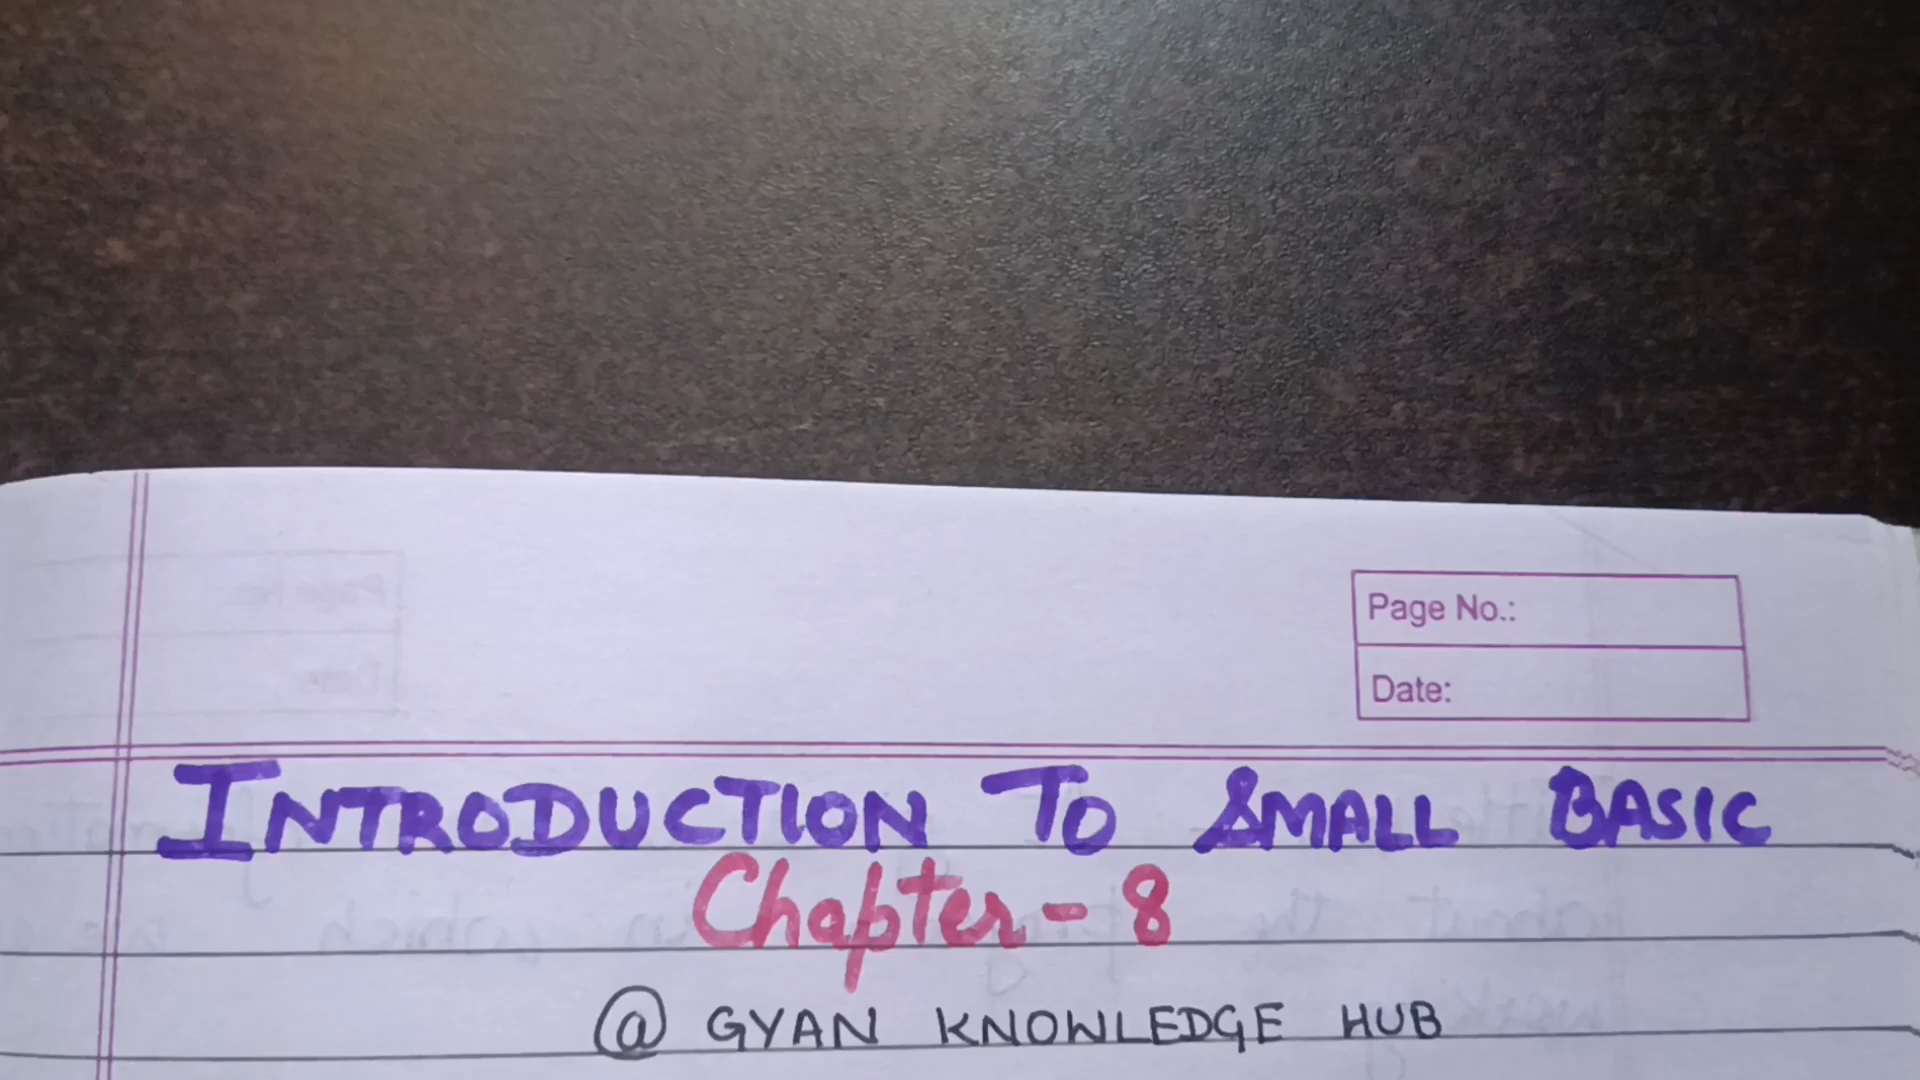 Page No.:
Date:
INTRODUCTION TO SMALL BASIC
Chapter - 8
@ GYAN KNOWLEDGE HUB